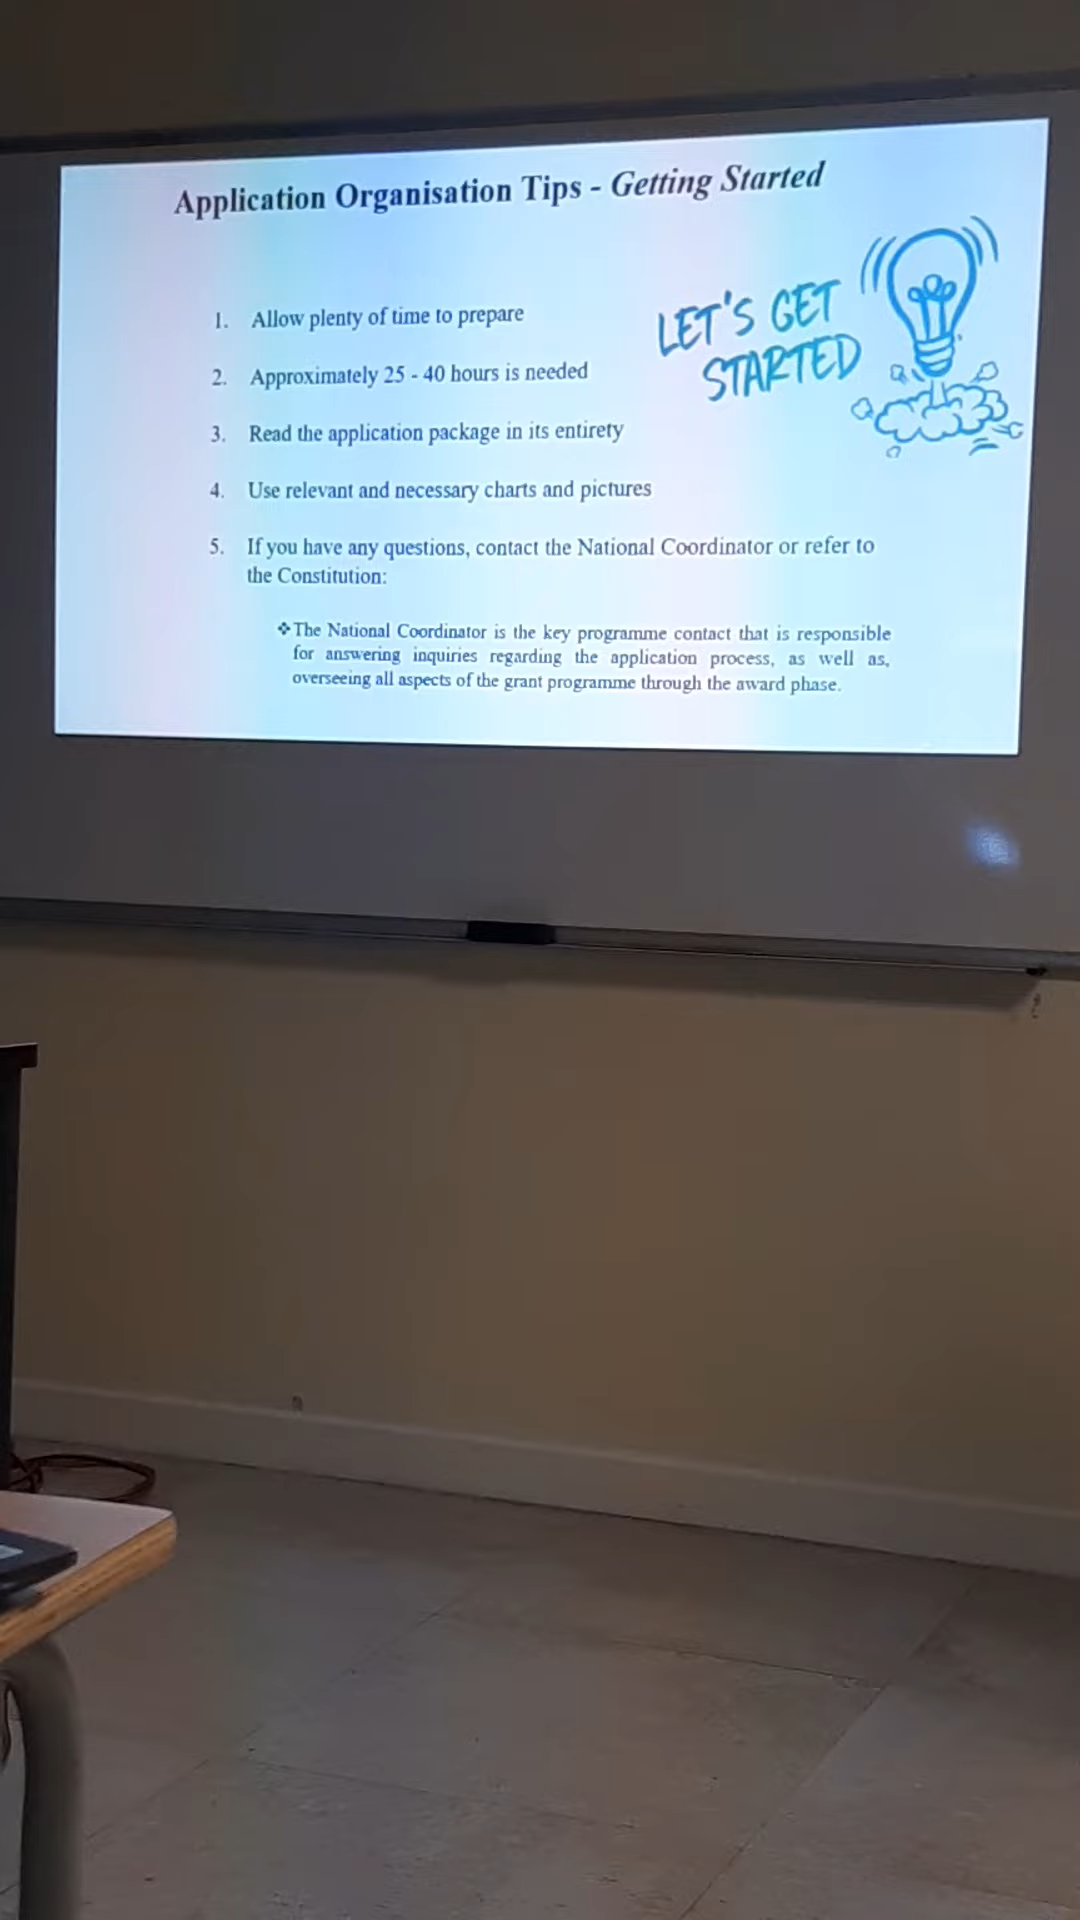 Application Organisation Tips - Getting Started
LET'S GET
STARTED
1. Allow plenty of time to prepare
2. Approximately 25 - 40 hours is needed
3. Read the application package in its entirety
4. Use relevant and necessary charts and pictures
5. If you have any questions, contact the National Coordinator or refer to
the Constitution:
❖The National Coordinator is the key programme contact that is responsible
for answering inquiries regarding the application process, as well as,
overseeing all aspects of the grant programme through the award phase.